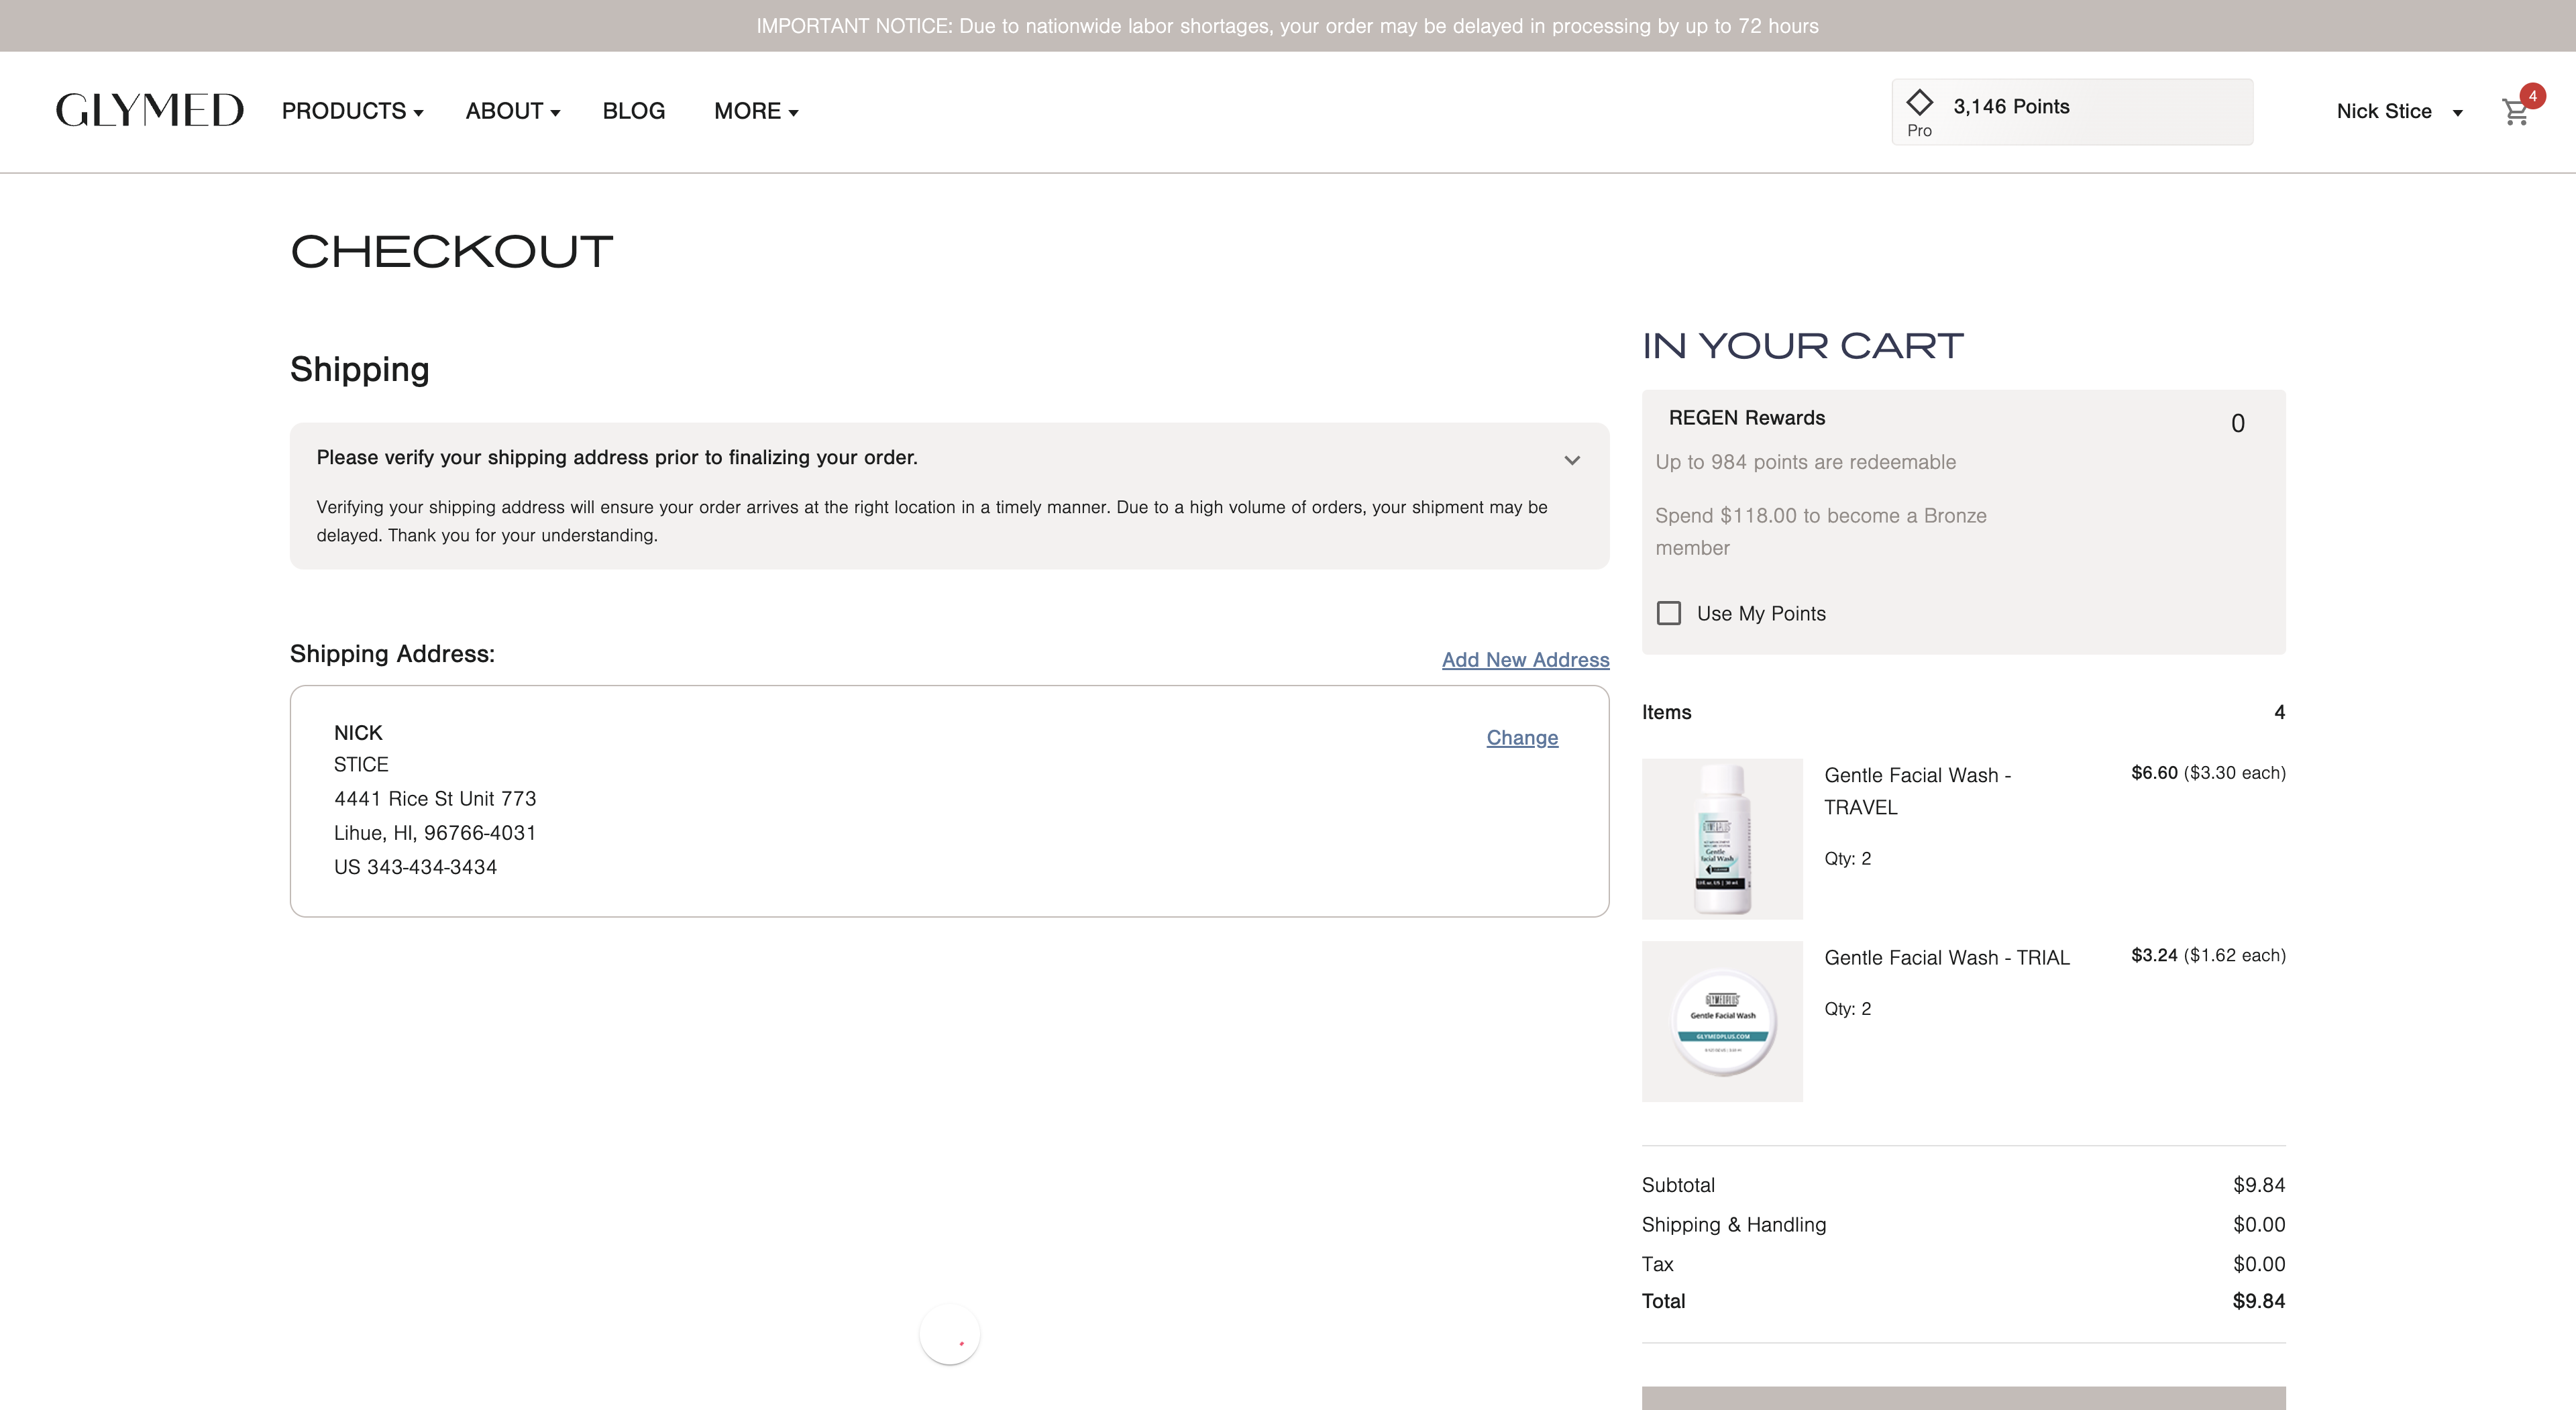 IMPORTANT NOTICE: Due to nationwide labor shortages, your order may be delayed in processing by up to 72 hours
GLYMED
PRODUCTS
ABOUT
BLOG
MORE
3,146 Points
Pro
Nick Stice
4
CHECKOUT
Shipping
Please verify your shipping address prior to finalizing your order.
Verifying your shipping address will ensure your order arrives at the right location in a timely manner. Due to a high volume of orders, your shipment may be
delayed. Thank you for your understanding.
Shipping Address:
Add New Address
NICK
Change
STICE
4441 Rice St Unit 773
Lihue, HI, 96766-4031
US 343-434-3434
IN YOUR CART
REGEN Rewards
0
Up to 984 points are redeemable
Spend $118.00 to become a Bronze
member
Use My Points
Items
4
Gentle
Facial Wash
Gentle Facial Wash -
TRAVEL
$6.60 ($3.30 each)
Qty: 2
GLYMEDPLUS
Gentle Facial Wash
GLYMEDPLUS.COM
Gentle Facial Wash - TRIAL
$3.24 ($1.62 each)
Qty: 2
Subtotal
$9.84
Shipping & Handling
$0.00
Tax
$0.00
Total
$9.84